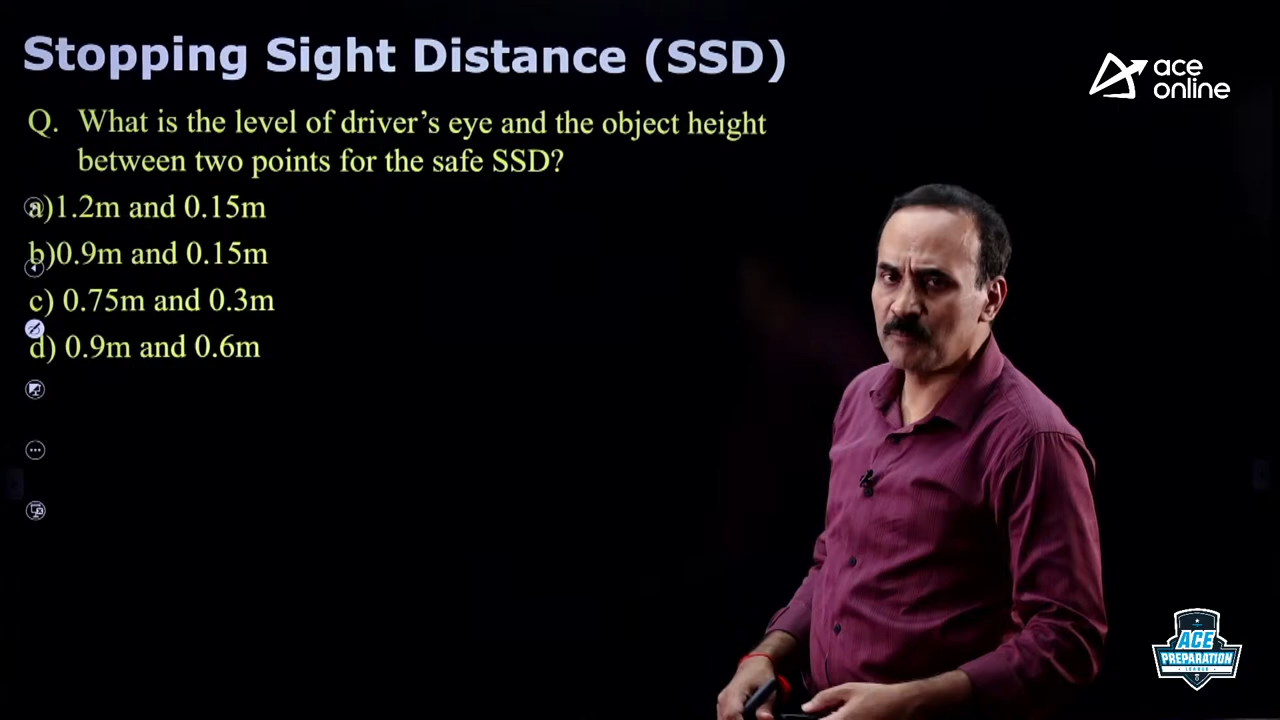 Stopping Sight Distance (SSD)
ace
online
Q. What is the level of driver's eye and the object height
between two points for the safe SSD?
a)1.2m and 0.15m
b)0.9m and 0.15m
c) 0.75m and 0.3m
d) 0.9m and 0.6m
ACE
PREPARATION